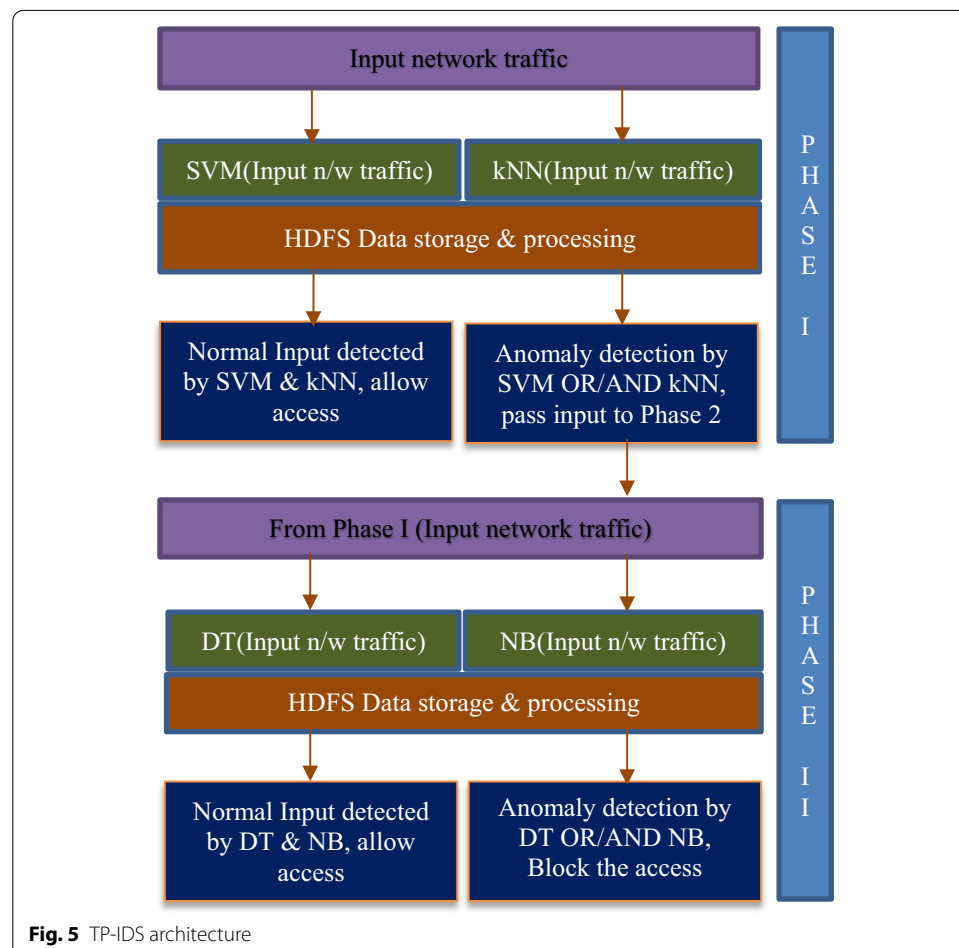 Input network traffic
SVM(Input n/w traffic)
kNN(Input n/w traffic)
HDFS Data storage & processing
Normal Input detected
by SVM & kNN, allow
access
Anomaly detection by
SVM OR/AND kNN,
pass input to Phase 2
PHASE I
From Phase I (Input network traffic)
DT(Input n/w traffic)
NB(Input n/w traffic)
HDFS Data storage & processing
Normal Input detected
by DT & NB, allow
access
Anomaly detection by
DT OR/AND NB,
Block the access
PHASE II
Fig. 5 TP-IDS architecture